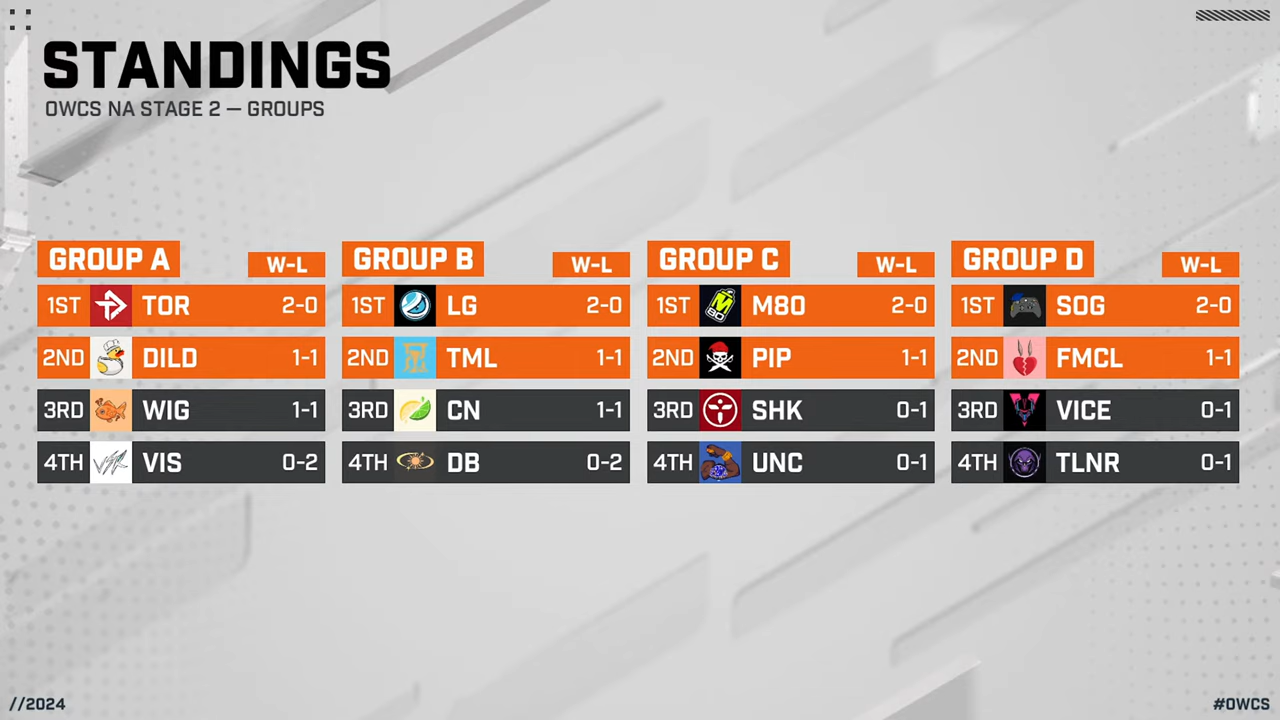 STANDINGS
OWCS NA STAGE 2 — GROUPS
GROUP A W-L
1ST TOR 2-0
2ND DILD 1-1
3RD WIG 1-1
4TH VIS 0-2
GROUP B W-L
1ST LG 2-0
2ND TML 1-1
3RD CN 1-1
4TH DB 0-2
GROUP C W-L
1ST M80 M80 2-0
2ND PIP 1-1
3RD SHK 0-1
4TH UNC 0-1
GROUP D W-L
1ST SOG 2-0
2ND FMCL 1-1
3RD VICE 0-1
4TH TLNR 0-1
//2024
#OWCS